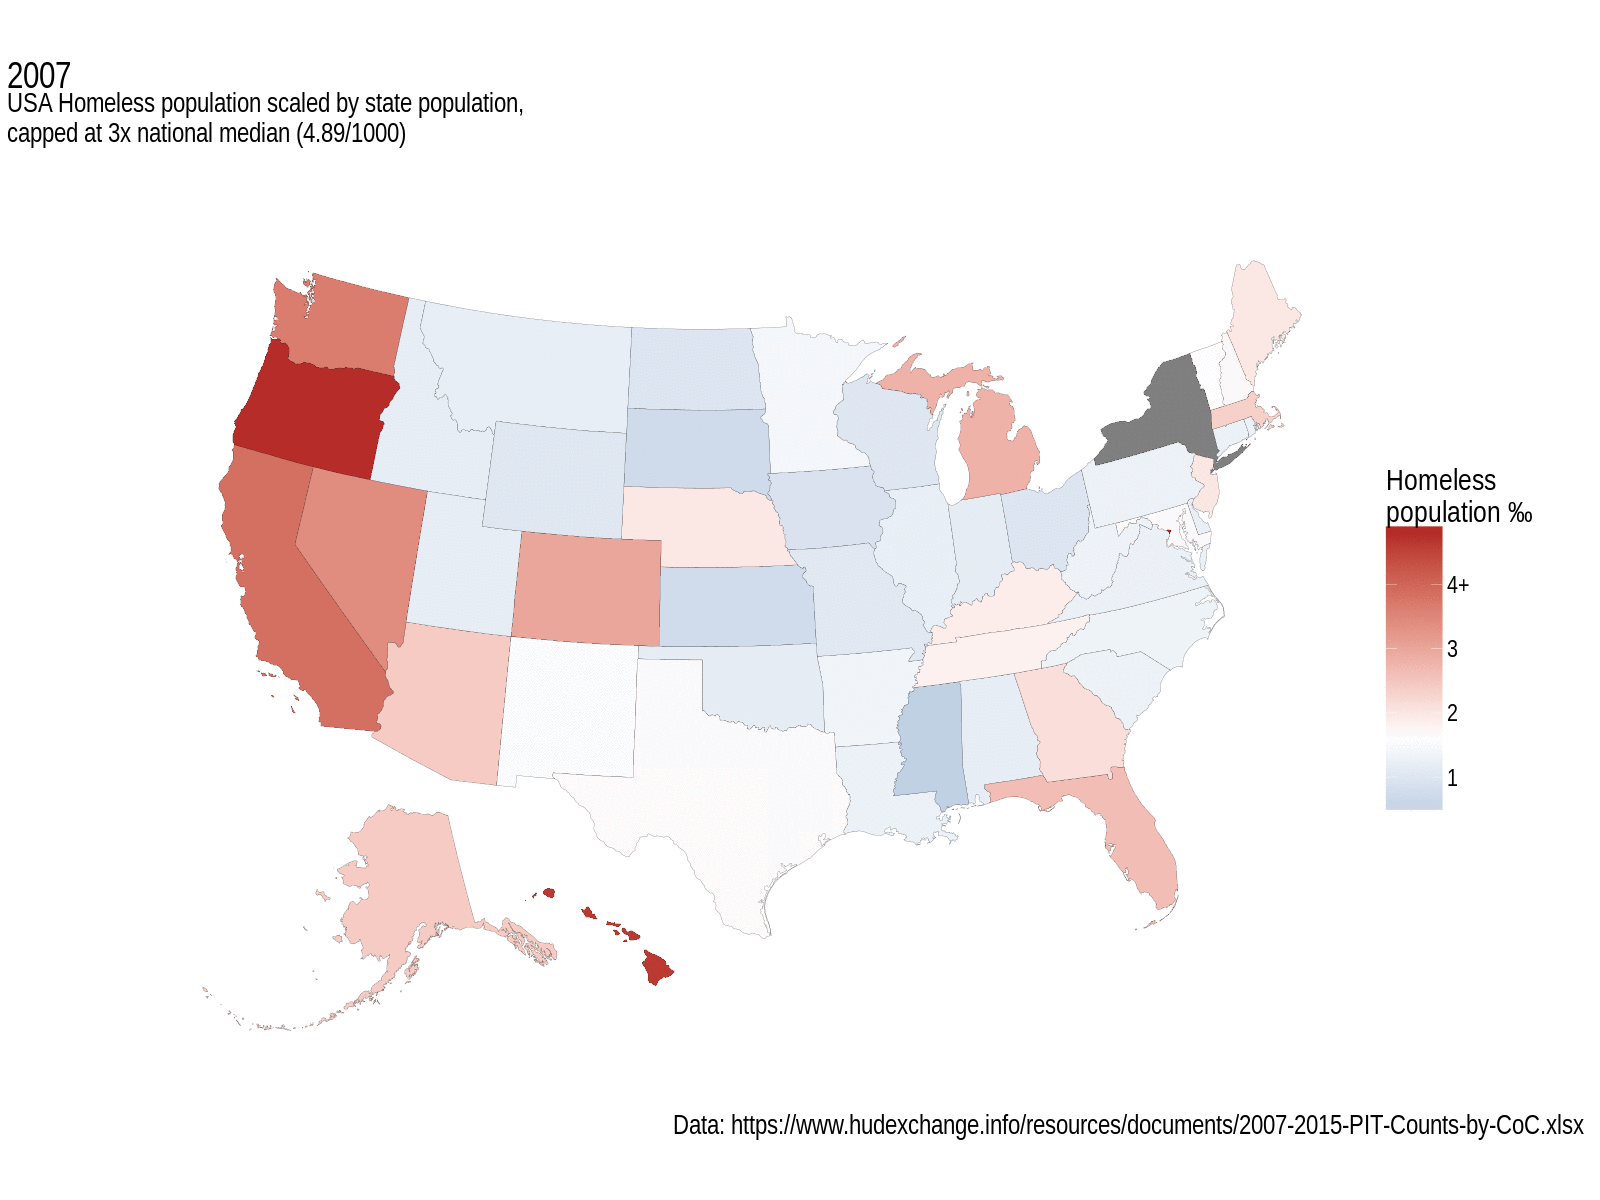 2007
USA Homeless population scaled by state population,
capped at 3x national median (4.89/1000)
Homeless
population ‰
4+
3
2
1
Data: https://www.hudexchange.info/resources/documents/2007-2015-PIT-Counts-by-CoC.xlsx